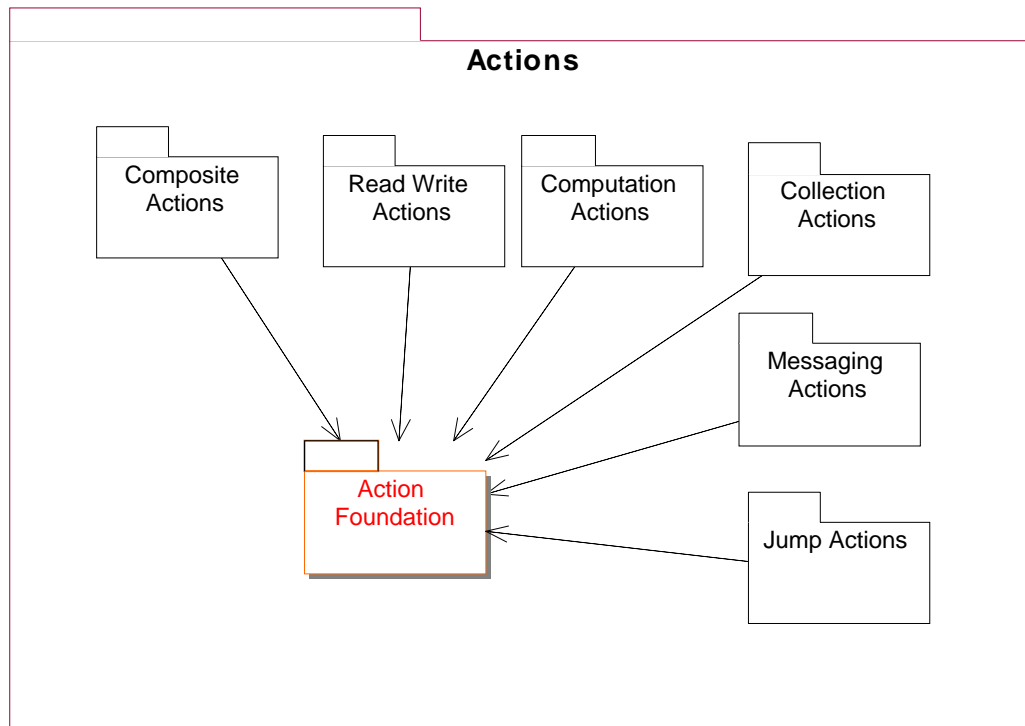 Actions
Composite
Actions
Read Write
Actions
Computation
Actions
Collection
Actions
Messaging
Actions
Action
Foundation
Jump Actions